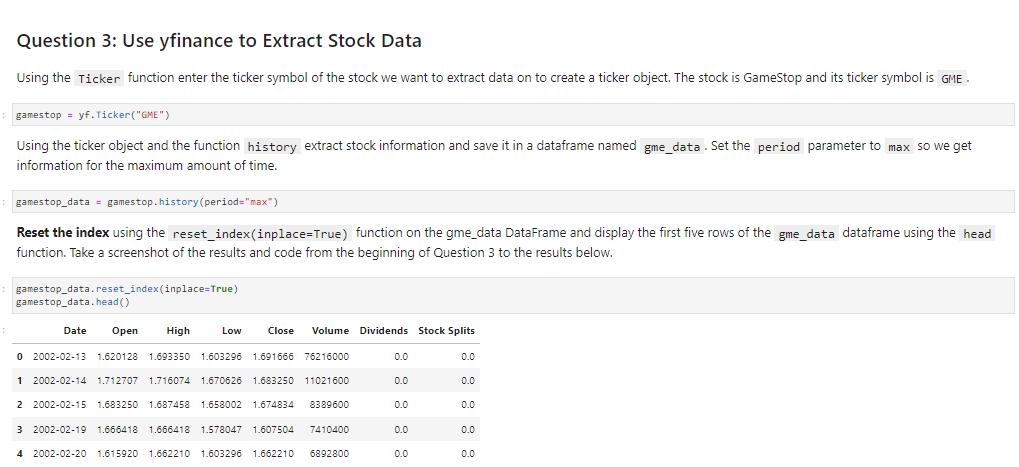 Question 3: Use yfinance to Extract Stock Data
Using the Ticker function enter the ticker symbol of the stock we want to extract data on to create a ticker object. The stock is GameStop and its ticker symbol is GME .
: gamestop = yf.Ticker("GME")
Using the ticker object and the function history extract stock information and save it in a dataframe named gme_data . Set the period parameter to max so we get
information for the maximum amount of time.
: gamestop_data = gamestop.history(period="max")
Reset the index using the reset_index(inplace=True) function on the gme_data DataFrame and display the first five rows of the gme_data dataframe using the head
function. Take a screenshot of the results and code from the beginning of Question 3 to the results below.
: gamestop_data.reset_index(inplace=True)
gamestop_data.head()
: Date Open High Low Close Volume Dividends Stock Splits
0 2002-02-13 1.620128 1.693350 1.603296 1.691666 76216000 0.0 0.0
1 2002-02-14 1.712707 1.716074 1.670626 1.683250 11021600 0.0 0.0
2 2002-02-15 1.683250 1.687458 1.658002 1.674834 8389600 0.0 0.0
3 2002-02-19 1.666418 1.666418 1.578047 1.607504 7410400 0.0 0.0
4 2002-02-20 1.615920 1.662210 1.603296 1.662210 6892800 0.0 0.0